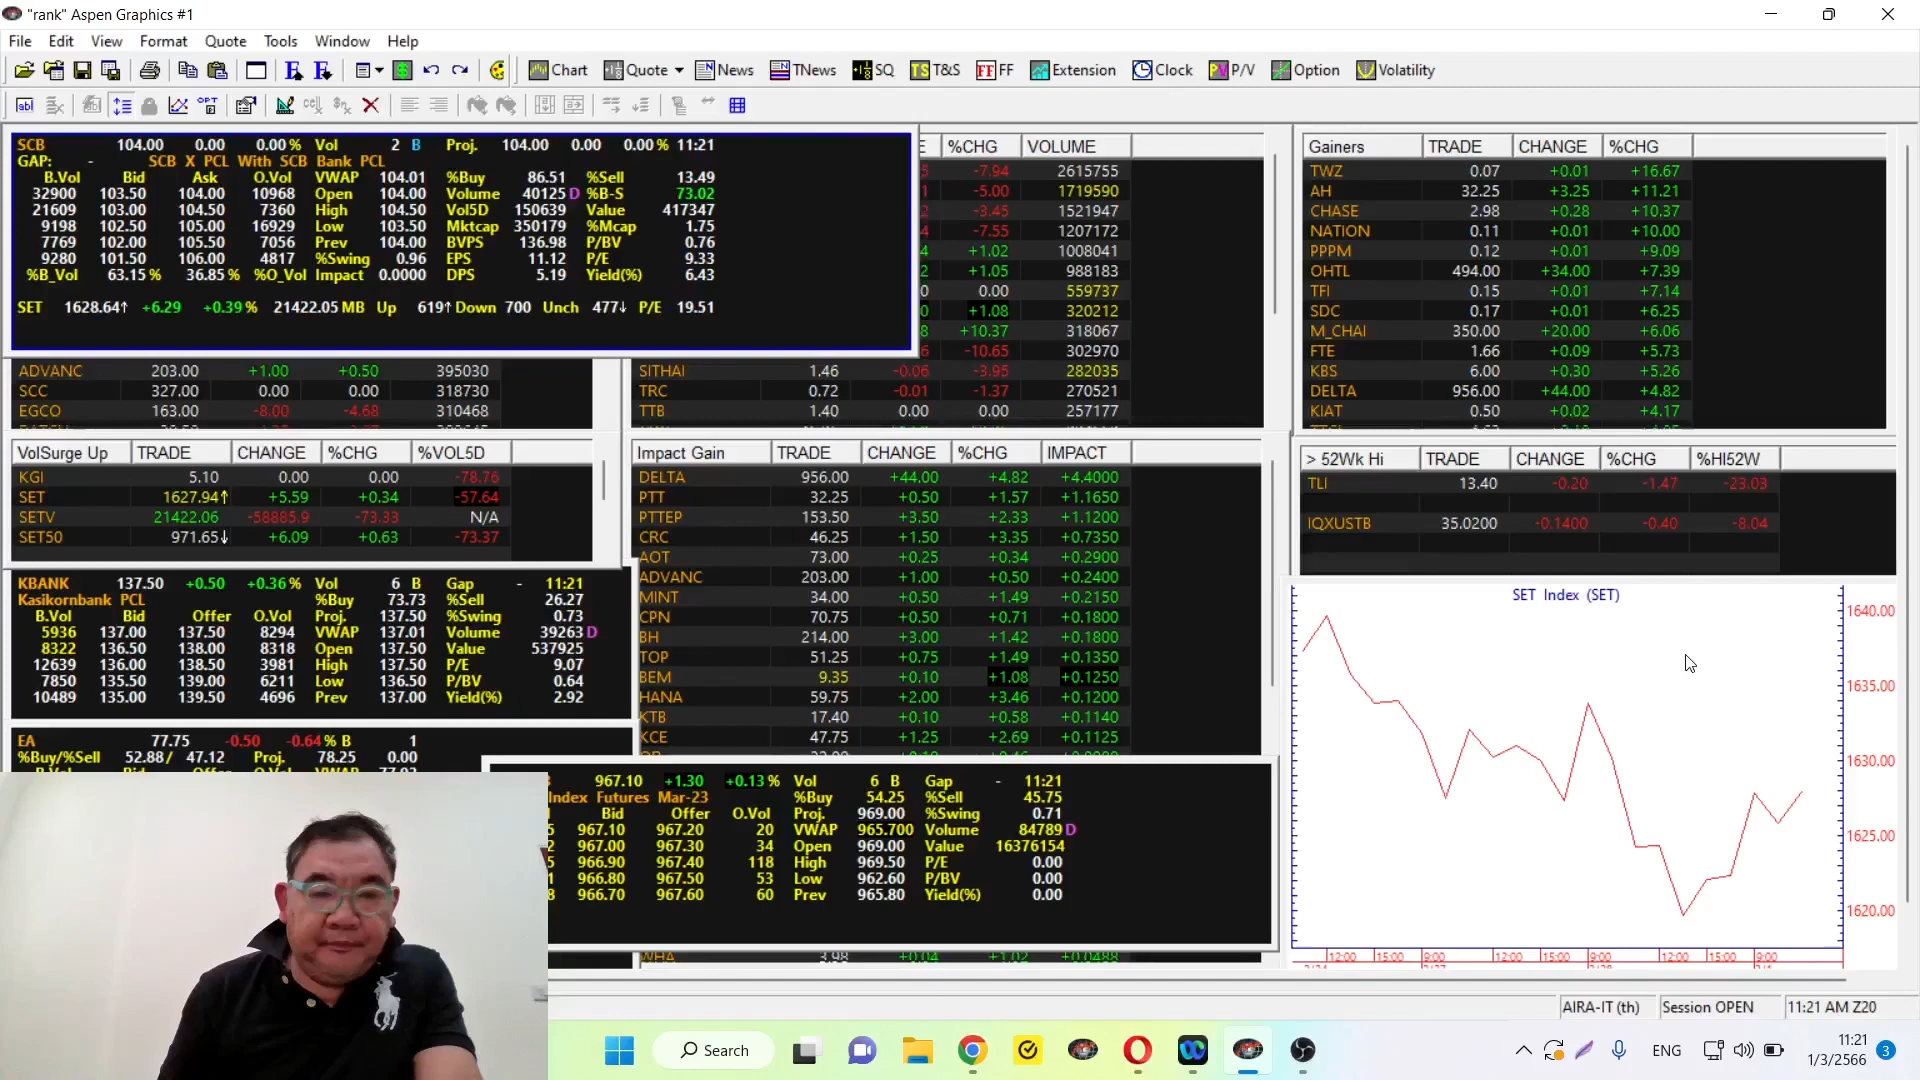 "rank" Aspen Graphics #1
File Edit View Format Quote Tools Window Help
Chart Quote News TNews SQ T&S FF Extension Clock P/V Option Volatility
SCB 104.00 0.00 0.00 % Vol 2 B Proj. 104.00 0.00 0.00 % 11:21
GAP: - SCB X PCL With SCB Bank PCL
B.Vol Bid Ask O.Vol VWAP 104.01 %Buy 86.51 %Sell 13.49
32900 103.50 104.00 10968 Open 104.00 Volume 40125 D %B-S 73.02
21609 103.00 104.50 7360 High 104.50 Vol5D 150639 Value 417347
9198 102.50 105.00 16929 Low 103.50 Mktcap 350179 %Mcap 1.75
7769 102.00 105.50 7056 Prev 104.00 BVPS 136.98 P/BV 0.76
9280 101.50 106.00 4817 %Swing 0.96 EPS 11.12 P/E 9.33
%B_Vol 63.15 % 36.85 % %O_Vol Impact 0.0000 DPS 5.19 Yield(%) 6.43
SET 1628.64↑ +6.29 +0.39 % 21422.05 MB Up 619↑ Down 700 Unch 477↓ P/E 19.51
%CHG VOLUME
-7.94 2615755
-5.00 1719590
-3.45 1521947
-7.55 1207172
+1.02 1008041
+1.05 988183
0.00 559737
+1.08 320212
+10.37 318067
-10.65 302970
SITHAI 1.46 -0.06 -3.95 282035
TRC 0.72 -0.01 -1.37 270521
TTB 1.40 0.00 0.00 257177
Gainers TRADE CHANGE %CHG
TWZ 0.07 +0.01 +16.67
AH 32.25 +3.25 +11.21
CHASE 2.98 +0.28 +10.37
NATION 0.11 +0.01 +10.00
PPPM 0.12 +0.01 +9.09
OHTL 494.00 +34.00 +7.39
TFI 0.15 +0.01 +7.14
SDC 0.17 +0.01 +6.25
M_CHAI 350.00 +20.00 +6.06
FTE 1.66 +0.09 +5.73
KBS 6.00 +0.30 +5.26
DELTA 956.00 +44.00 +4.82
KIAT 0.50 +0.02 +4.17
ADVANC 203.00 +1.00 +0.50 395030
SCC 327.00 0.00 0.00 318730
EGCO 163.00 -8.00 -4.68 310468
VolSurge Up TRADE CHANGE %CHG %VOL5D
KGI 5.10 0.00 0.00 -78.76
SET 1627.94↑ +5.59 +0.34 -57.64
SETV 21422.06 -58885.9 -73.33 N/A
SET50 971.65↓ +6.09 +0.63 -73.37
Impact Gain TRADE CHANGE %CHG IMPACT
DELTA 956.00 +44.00 +4.82 +4.4000
PTT 32.25 +0.50 +1.57 +1.1650
PTTEP 153.50 +3.50 +2.33 +1.1200
CRC 46.25 +1.50 +3.35 +0.7350
AOT 73.00 +0.25 +0.34 +0.2900
ADVANC 203.00 +1.00 +0.50 +0.2400
MINT 34.00 +0.50 +1.49 +0.2150
CPN 70.75 +0.50 +0.71 +0.1800
BH 214.00 +3.00 +1.42 +0.1800
TOP 51.25 +0.75 +1.49 +0.1350
BEM 9.35 +0.10 +1.08 +0.1250
HANA 59.75 +2.00 +3.46 +0.1200
KTB 17.40 +0.10 +0.58 +0.1140
KCE 47.75 +1.25 +2.69 +0.1125
WHA 3.98 +0.04 +1.02 +0.0488
> 52Wk Hi TRADE CHANGE %CHG %HI52W
TLI 13.40 -0.20 -1.47 -23.03
IQXUSTB 35.0200 -0.1400 -0.40 -8.04
KBANK 137.50 +0.50 +0.36 % Vol 6 B Gap - 11:21
Kasikornbank PCL %Buy 73.73 %Sell 26.27
B.Vol Bid Offer O.Vol Proj. 137.50 %Swing 0.73
5936 137.00 137.50 8294 VWAP 137.01 Volume 39263 D
8322 136.50 138.00 8318 Open 137.50 Value 537925
12639 136.00 138.50 3981 High 137.50 P/E 9.07
7850 135.50 139.00 6211 Low 136.50 P/BV 0.64
10489 135.00 139.50 4696 Prev 137.00 Yield(%) 2.92
EA 77.75 -0.50 -0.64 % B 1
%Buy/%Sell 52.88/ 47.12 Proj. 78.25 0.00
967.10 +1.30 +0.13 % Vol 6 B Gap - 11:21
Index Futures Mar-23 %Buy 54.25 %Sell 45.75
Bid Offer O.Vol Proj. 969.00 %Swing 0.71
967.10 967.20 20 VWAP 965.700 Volume 84789 D
967.00 967.30 34 Open 969.00 Value 16376154
966.90 967.40 118 High 969.50 P/E 0.00
966.80 967.50 53 Low 962.60 P/BV 0.00
966.70 967.60 60 Prev 965.80 Yield(%) 0.00
SET Index (SET)
1640.00
1635.00
1630.00
1625.00
1620.00
12:00 15:00 9:00 12:00 15:00 9:00 12:00 15:00 9:00
AIRA-IT (th) Session OPEN 11:21 AM Z20
Search
ENG
11:21
1/3/2566
3